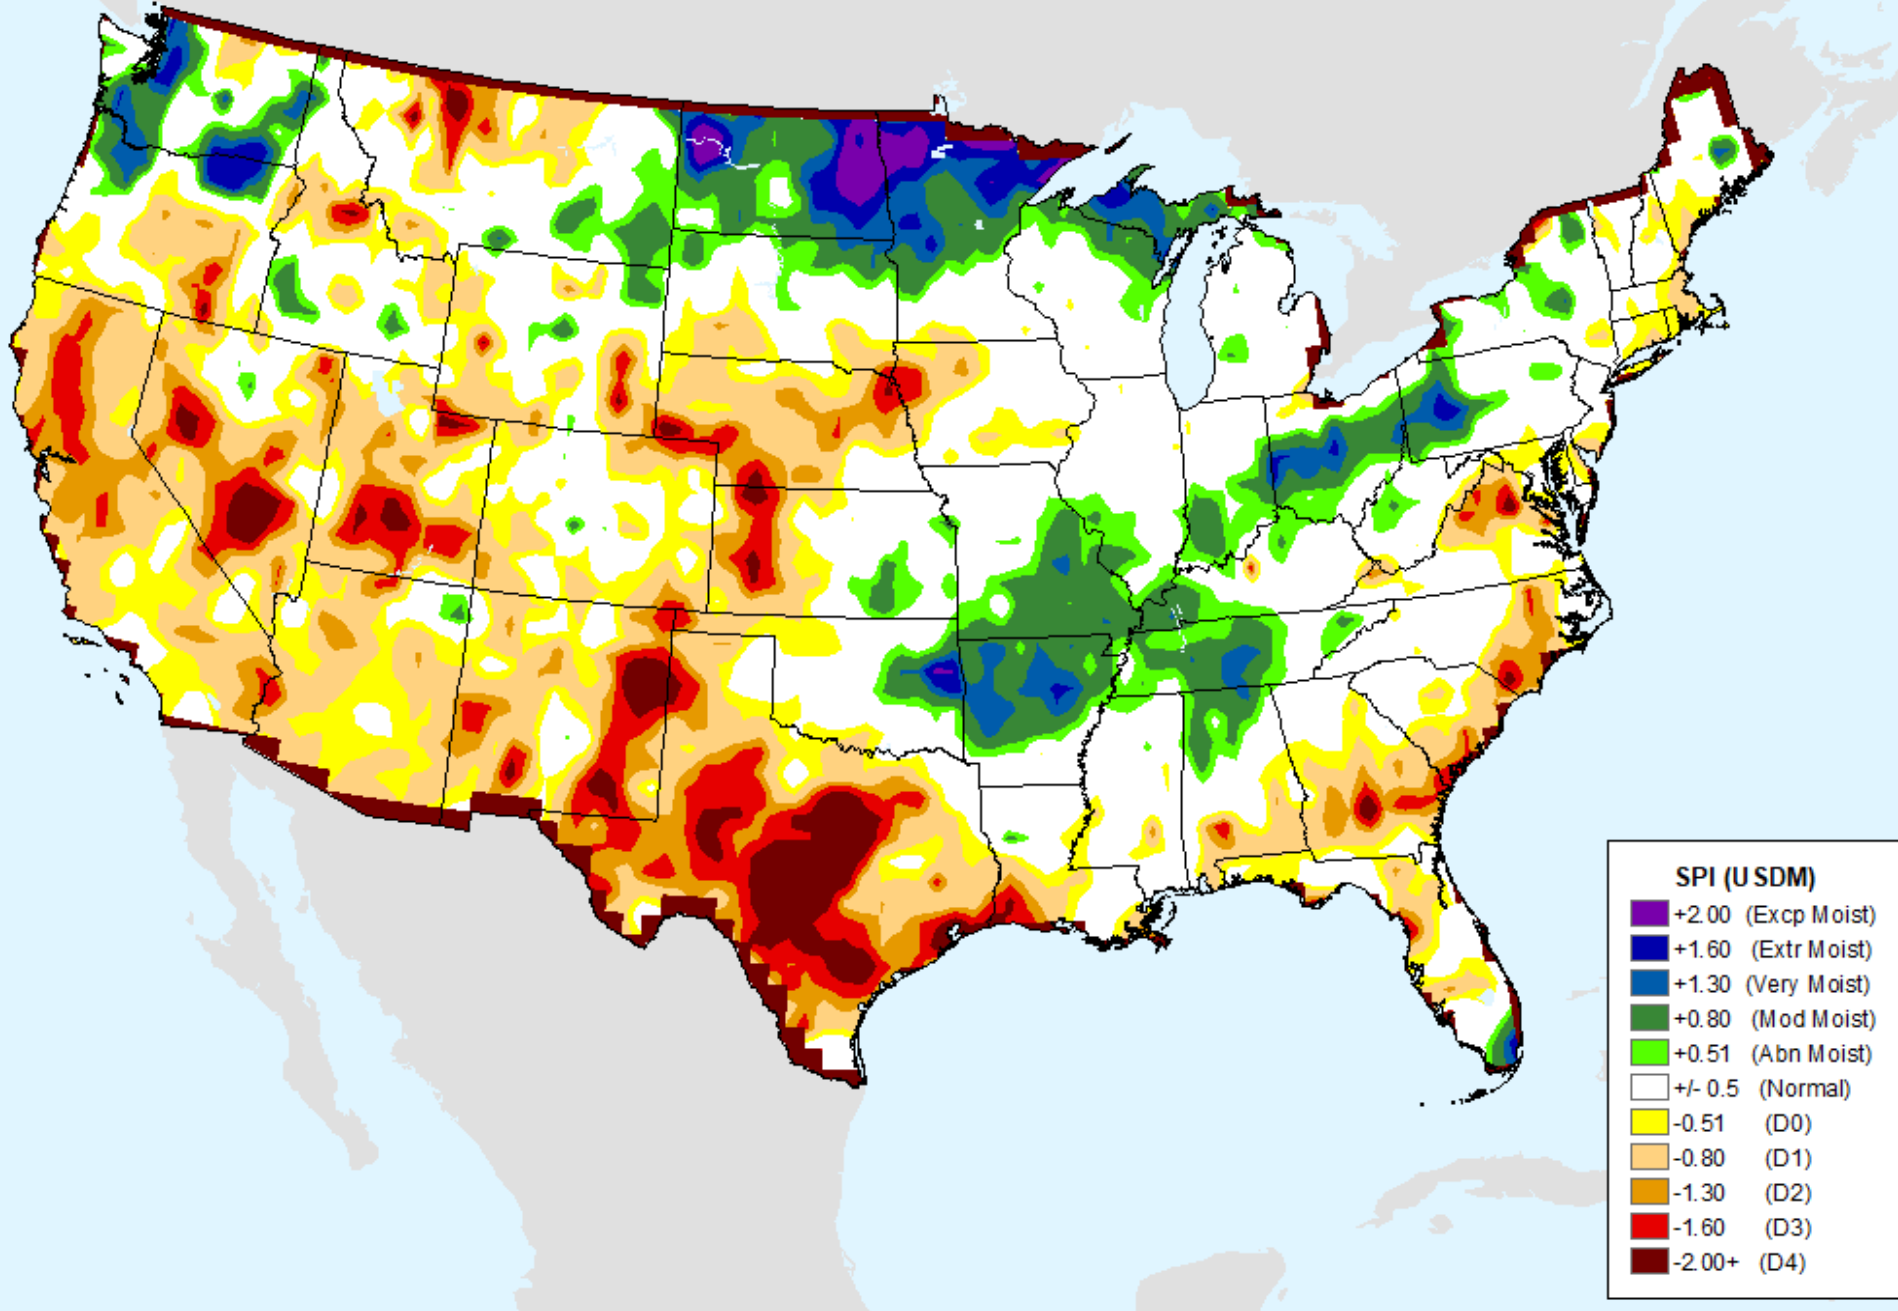 SPI (USDM)
+2.00 (Excp Moist)
+1.60 (Extr Moist)
+1.30 (Very Moist)
+0.80 (Mod Moist)
+0.51 (Abn Moist)
+/- 0.5 (Normal)
-0.51 (D0)
-0.80 (D1)
-1.30 (D2)
-1.60 (D3)
-2.00+ (D4)